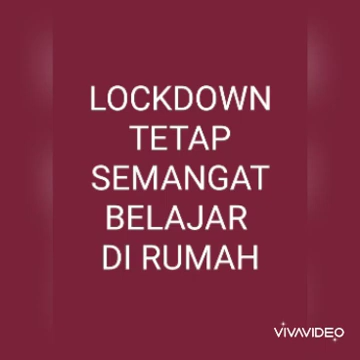 LOCKDOWN
TETAP
SEMANGAT
BELAJAR
DI RUMAH
VIVAVIDEO